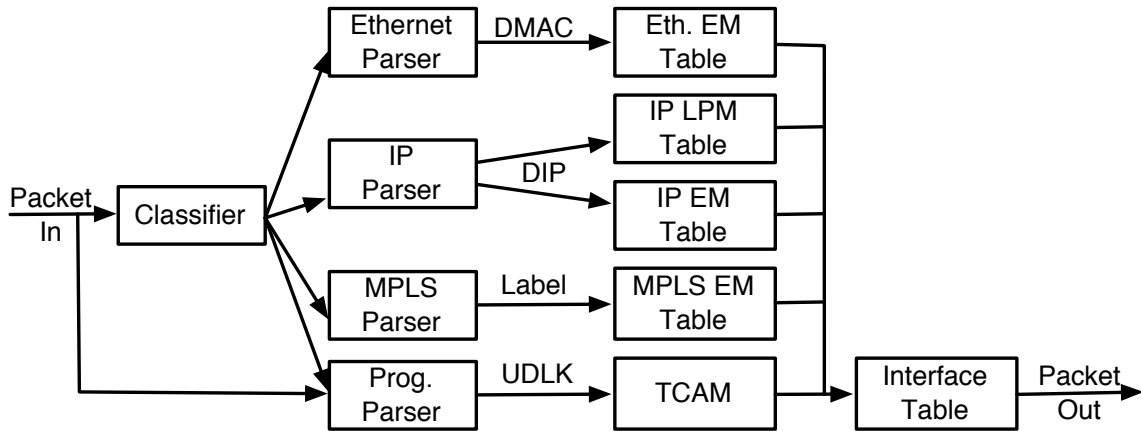 Packet
In
Classifier
Ethernet
Parser
DMAC
Eth. EM
Table
IP
Parser
DIP
IP LPM
Table
IP EM
Table
MPLS
Parser
Label
MPLS EM
Table
Prog.
Parser
UDLK
TCAM
Interface
Table
Packet
Out